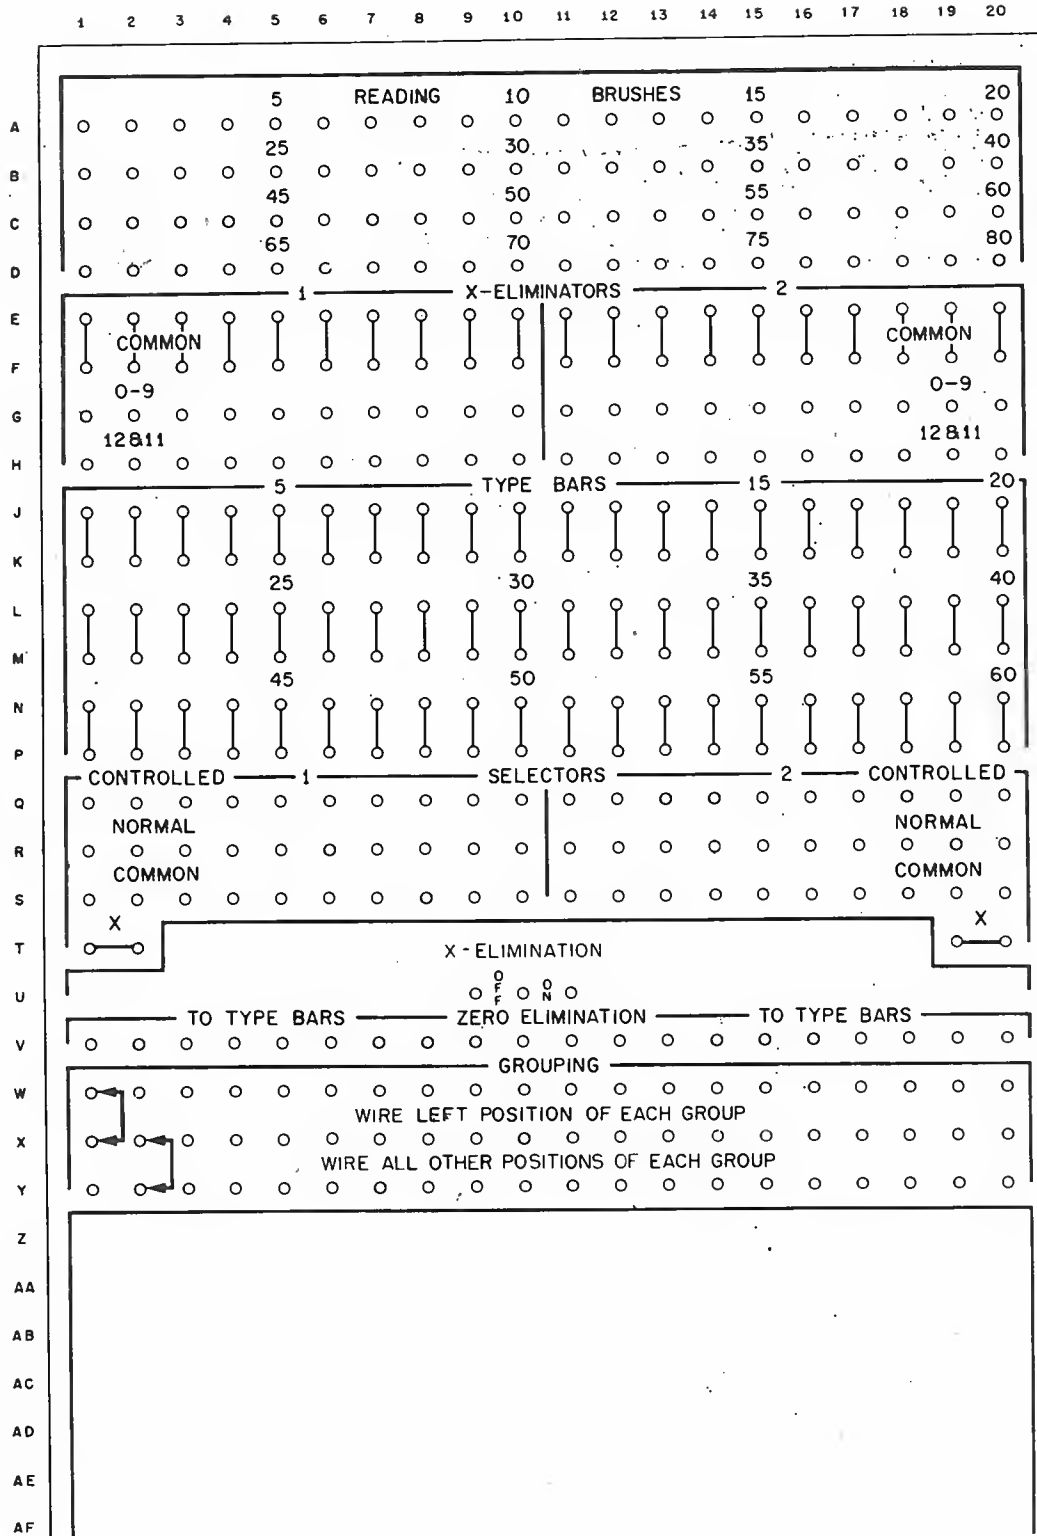 1 2 3 4 5 6 7 8 9 10 11 12 13 14 15 16 17 18 19 20
5 READING 10 BRUSHES 15 20
A
25 30 35 40
B
45 50 55 60
C
65 70 75 80
D
1 X-ELIMINATORS 2
E
COMMON COMMON
F
0-9 0-9
G
12&11 12&11
H
5 TYPE BARS 15 20
J
K
25 30 35 40
L
M
45 50 55 60
N
P
CONTROLLED 1 SELECTORS 2 CONTROLLED
Q
NORMAL NORMAL
R
COMMON COMMON
S
X X
T
X-ELIMINATION
U OFF ON
TO TYPE BARS ZERO ELIMINATION TO TYPE BARS
V
GROUPING
W
WIRE LEFT POSITION OF EACH GROUP
X
WIRE ALL OTHER POSITIONS OF EACH GROUP
Y
Z
AA
AB
AC
AD
AE
AF